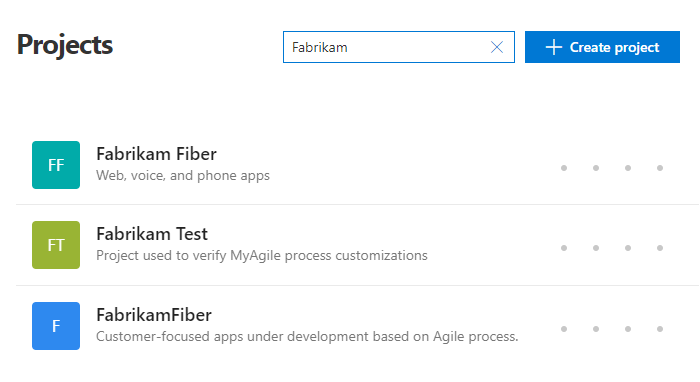 Projects
Fabrikam
Create project
FF
Fabrikam Fiber
Web, voice, and phone apps
FT
Fabrikam Test
Project used to verify MyAgile process customizations
F
FabrikamFiber
Customer-focused apps under development based on Agile process.